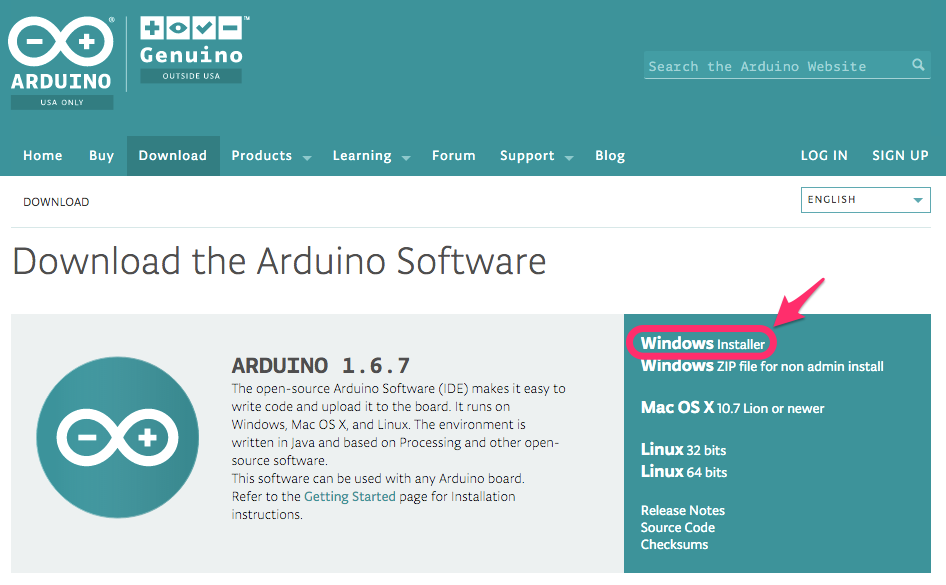 ARDUINO
USA ONLY
Genuino
OUTSIDE USA
Search the Arduino Website
Home Buy Download Products Learning Forum Support Blog LOG IN SIGN UP
DOWNLOAD
ENGLISH
Download the Arduino Software
ARDUINO 1.6.7
The open-source Arduino Software (IDE) makes it easy to
write code and upload it to the board. It runs on
Windows, Mac OS X, and Linux. The environment is
written in Java and based on Processing and other open-
source software.
This software can be used with any Arduino board.
Refer to the Getting Started page for Installation
instructions.
Windows Installer
Windows ZIP file for non admin install
Mac OS X 10.7 Lion or newer
Linux 32 bits
Linux 64 bits
Release Notes
Source Code
Checksums